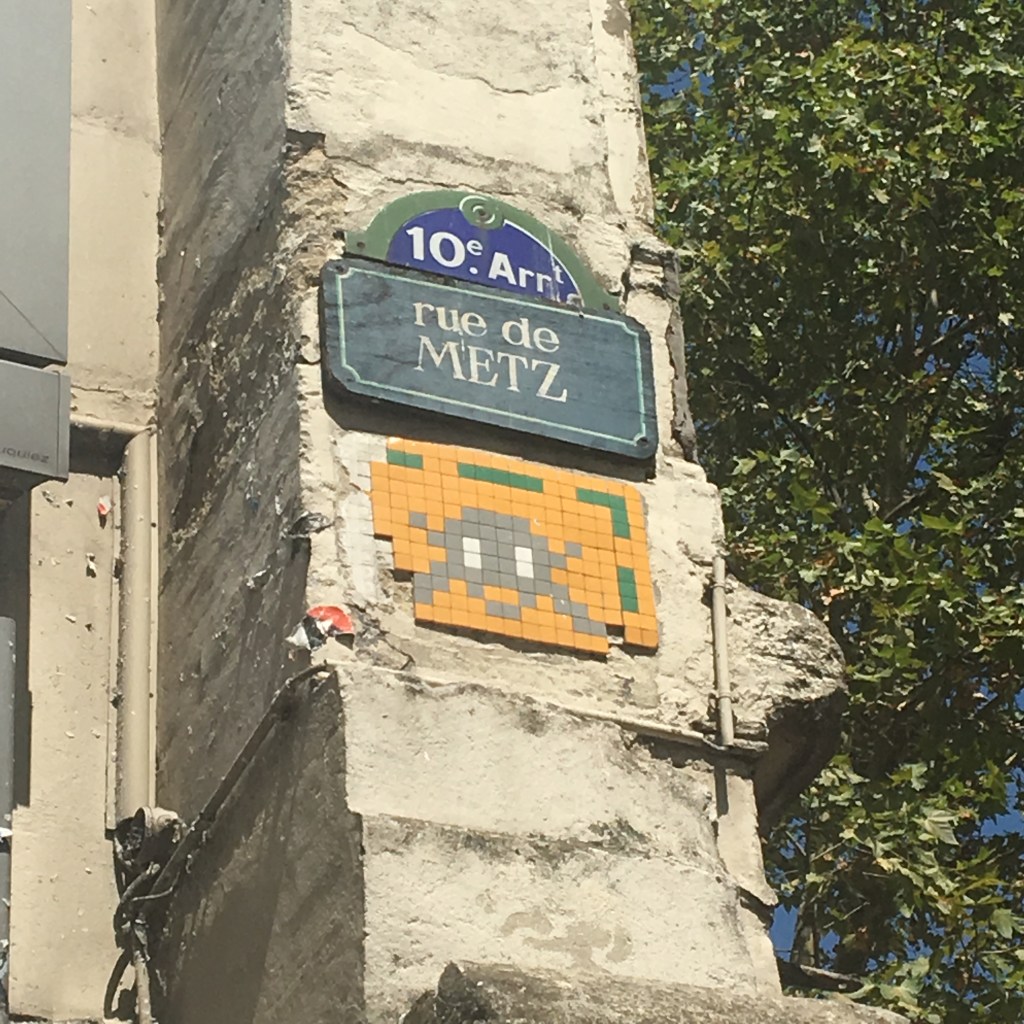 10e. Arrt
rue de
METZ